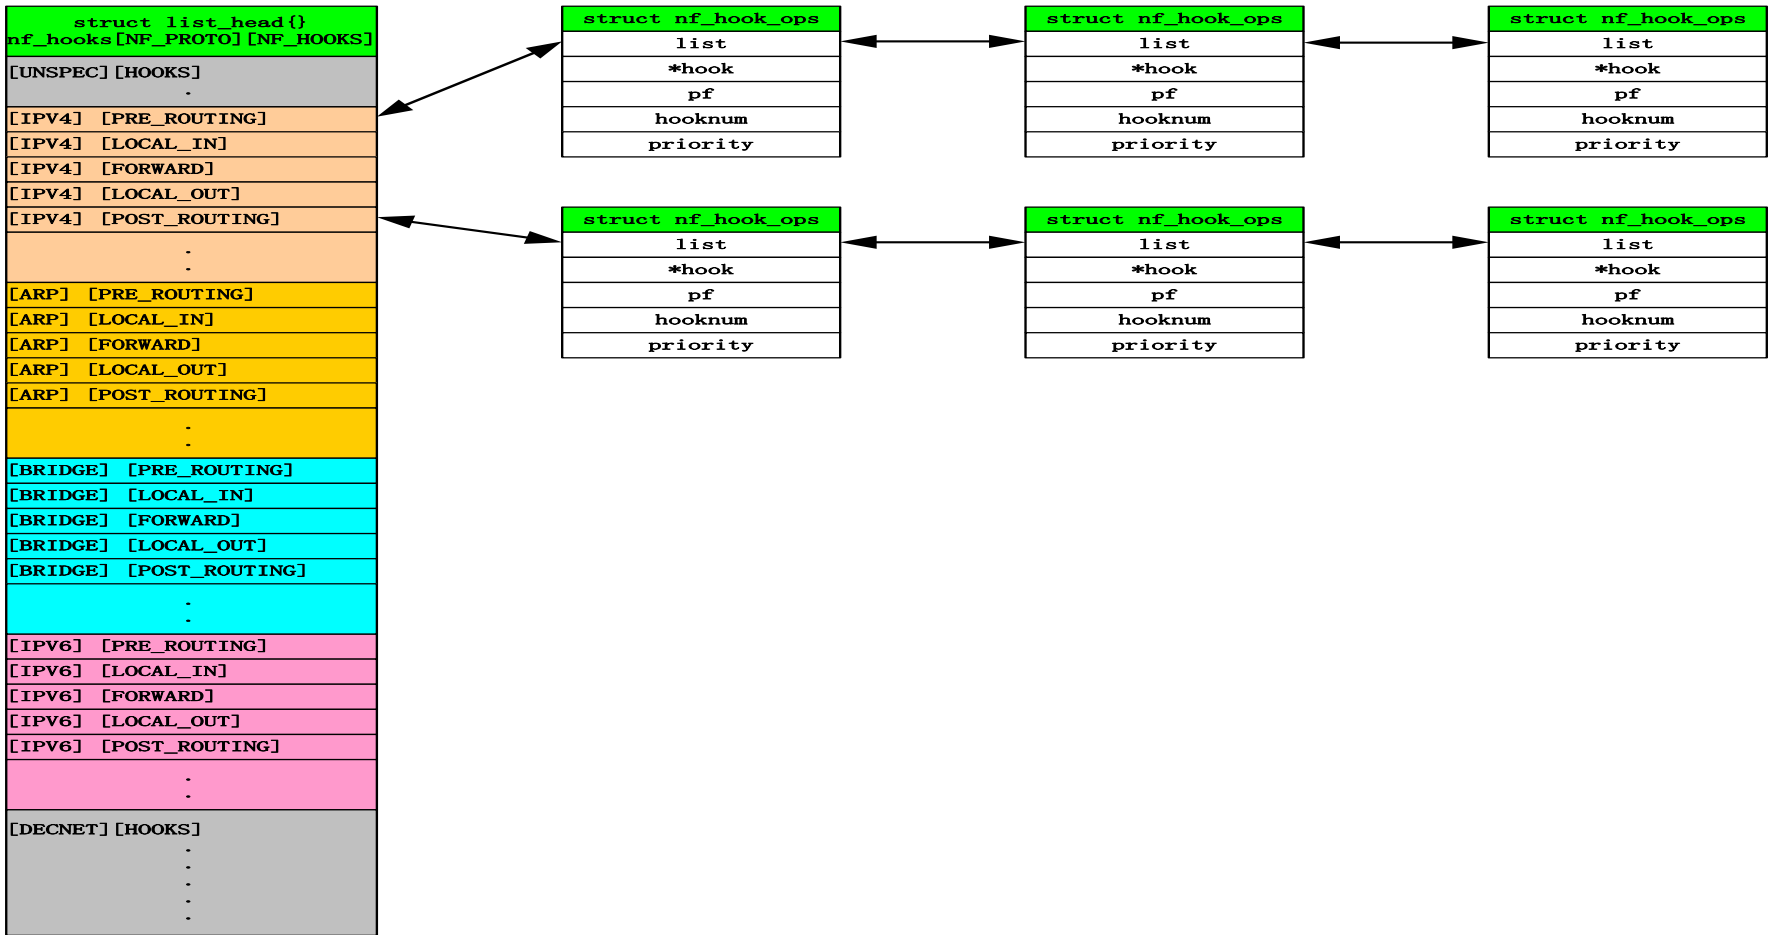 struct list_head{}
nf_hooks[NF_PROTO][NF_HOOKS]
[UNSPEC][HOOKS]
.
[IPV4] [PRE_ROUTING]
[IPV4] [LOCAL_IN]
[IPV4] [FORWARD]
[IPV4] [LOCAL_OUT]
[IPV4] [POST_ROUTING]
.
.
[ARP] [PRE_ROUTING]
[ARP] [LOCAL_IN]
[ARP] [FORWARD]
[ARP] [LOCAL_OUT]
[ARP] [POST_ROUTING]
.
.
[BRIDGE] [PRE_ROUTING]
[BRIDGE] [LOCAL_IN]
[BRIDGE] [FORWARD]
[BRIDGE] [LOCAL_OUT]
[BRIDGE] [POST_ROUTING]
.
.
[IPV6] [PRE_ROUTING]
[IPV6] [LOCAL_IN]
[IPV6] [FORWARD]
[IPV6] [LOCAL_OUT]
[IPV6] [POST_ROUTING]
.
.
[DECNET][HOOKS]
.
.
.
.
.
struct nf_hook_ops
list
*hook
pf
hooknum
priority
struct nf_hook_ops
list
*hook
pf
hooknum
priority
struct nf_hook_ops
list
*hook
pf
hooknum
priority
struct nf_hook_ops
list
*hook
pf
hooknum
priority
struct nf_hook_ops
list
*hook
pf
hooknum
priority
struct nf_hook_ops
list
*hook
pf
hooknum
priority